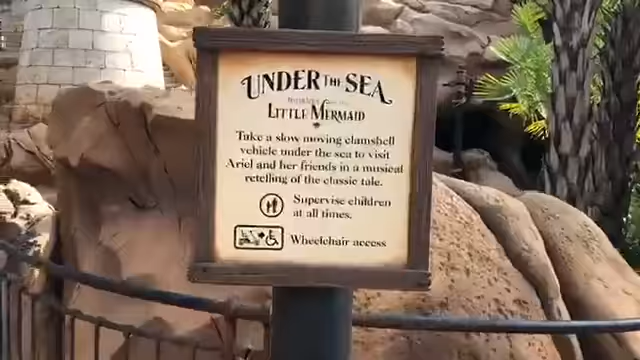 UNDER THE SEA
LITTLE MERMAID
Take a slow moving clamshell
vehicle under the sea to visit
Ariel and her friends in a musical
retelling of the classic tale.
Supervise children
at all times.
Wheelchair access